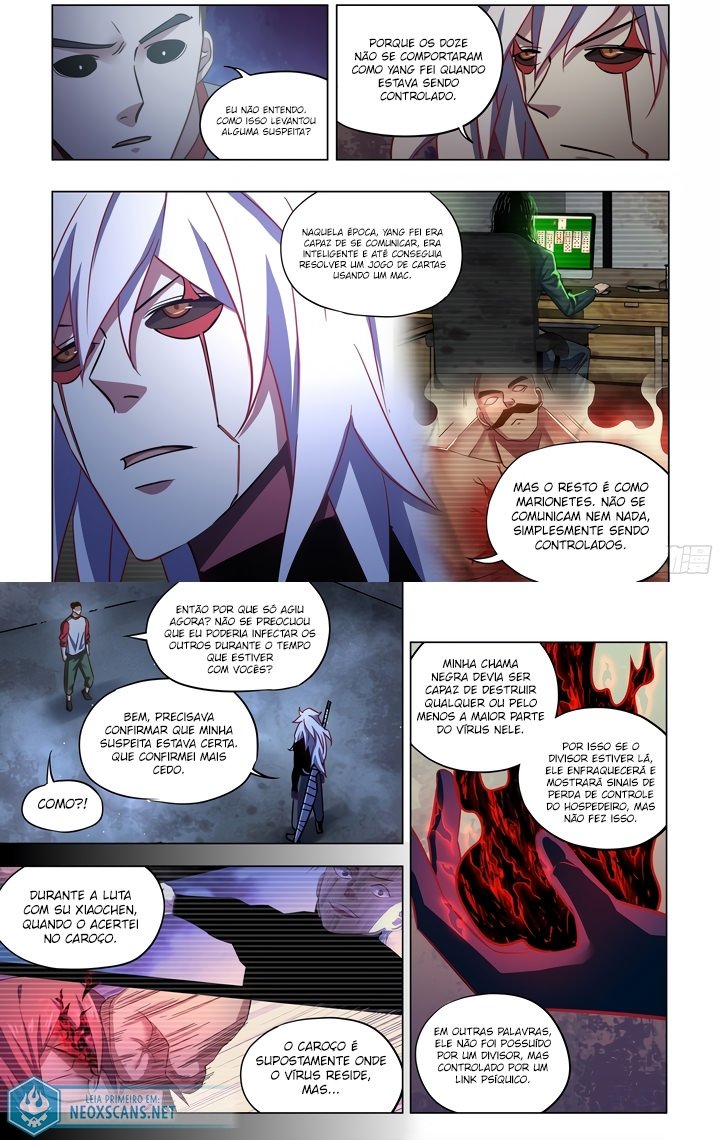 EU NÃO ENTENDO.
COMO ISSO LEVANTOU
ALGUMA SUSPEITA?
PORQUE OS DOZE
NÃO SE COMPORTARAM
COMO YANG FEI QUANDO
ESTAVA SENDO
CONTROLADO.
NAQUELA ÉPOCA, YANG FEI ERA
CAPAZ DE SE COMUNICAR, ERA
INTELIGENTE E ATÉ CONSEGUIA
RESOLVER UM JOGO DE CARTAS
USANDO UM MAC.
MAS O RESTO É COMO
MARIONETES. NÃO SE
COMUNICAM NEM NADA,
SIMPLESMENTE SENDO
CONTROLADOS.
ENTÃO POR QUE SÓ AGIU
AGORA? NÃO SE PREOCUOU
QUE EU PODERIA INFECTAR OS
OUTROS DURANTE O TEMPO
QUE ESTIVER
COM VOCÊS?
BEM, PRECISAVA
CONFIRMAR QUE MINHA
SUSPEITA ESTAVA CERTA.
QUE CONFIRMEI MAIS
CEDO.
COMO?!
MINHA CHAMA
NEGRA DEVIA SER
CAPAZ DE DESTRUIR
QUALQUER OU PELO
MENOS A MAIOR PARTE
DO VÍRUS NELE.
POR ISSO SE O
DIVISOR ESTIVER LÁ,
ELE ENFRAQUECERÁ E
MOSTRARÁ SINAIS DE
PERDA DE CONTROLE
DO HOSPEDEIRO, MAS
NÃO FEZ ISSO.
DURANTE A LUTA
COM SU XIAOCHEN,
QUANDO O ACERTEI
NO CAROÇO.
O CAROÇO É
SUPOSTAMENTE ONDE
O VÍRUS RESIDE,
MAS...
EM OUTRAS PALAVRAS,
ELE NÃO FOI POSSUÍDO
POR UM DIVISOR, MAS
CONTROLADO POR UM
LINK PSÍQUICO.
LEIA PRIMEIRO EM:
NEOXSCANS.NET